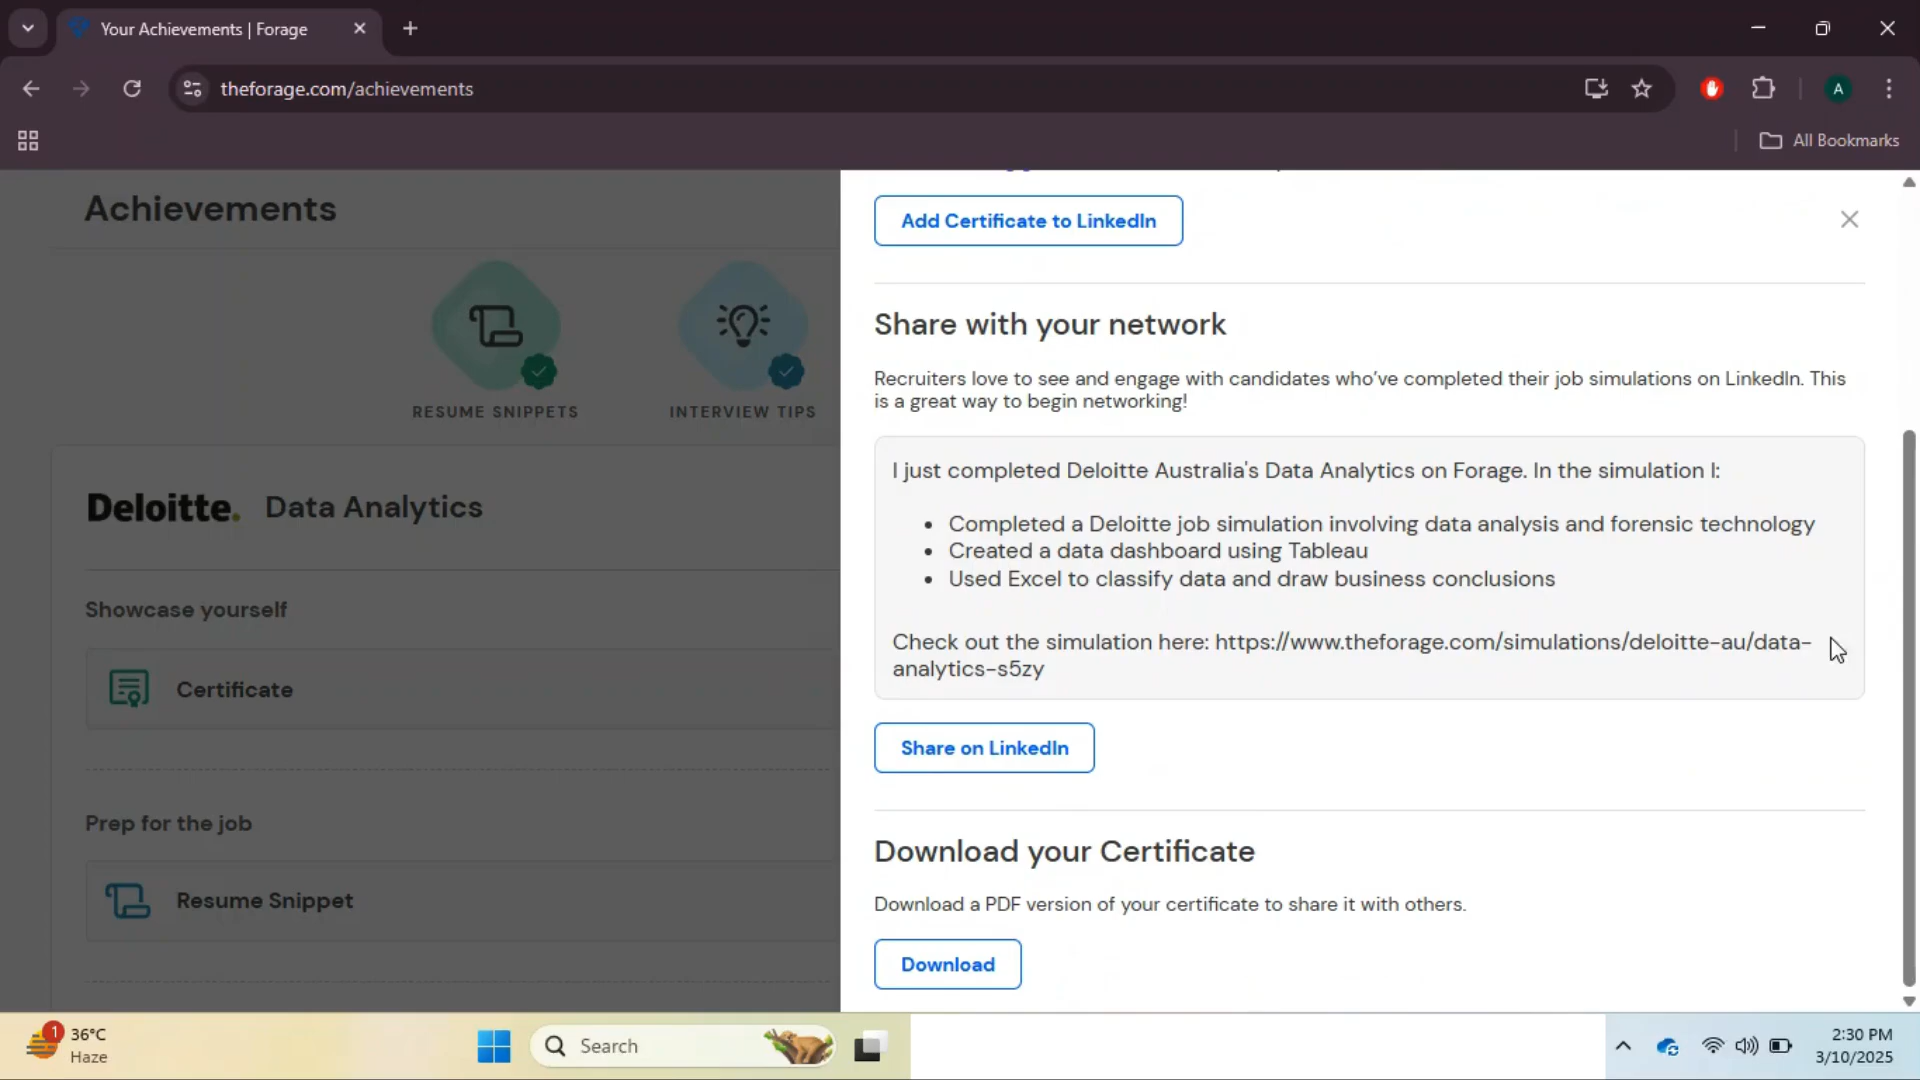 Your Achievements | Forage
theforage.com/achievements
A
All Bookmarks
Achievements
RESUME SNIPPETS
INTERVIEW TIPS
Deloitte. Data Analytics
Showcase yourself
Certificate
Prep for the job
Resume Snippet
Add Certificate to LinkedIn
Share with your network
Recruiters love to see and engage with candidates who've completed their job simulations on LinkedIn. This
is a great way to begin networking!
I just completed Deloitte Australia's Data Analytics on Forage. In the simulation I:
• Completed a Deloitte job simulation involving data analysis and forensic technology
• Created a data dashboard using Tableau
• Used Excel to classify data and draw business conclusions
Check out the simulation here: https://www.theforage.com/simulations/deloitte-au/data-
analytics-s5zy
Share on LinkedIn
Download your Certificate
Download a PDF version of your certificate to share it with others.
Download
1
36°C
Haze
Search
2:30 PM
3/10/2025